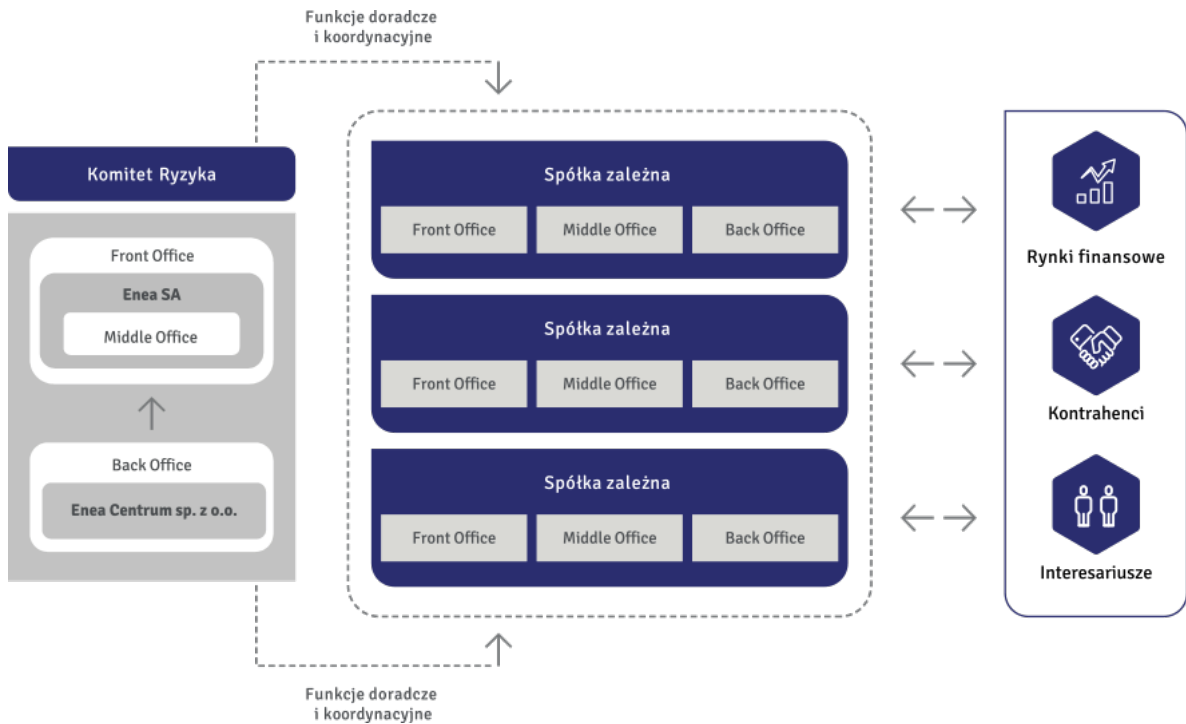 Funkcje doradcze
i koordynacyjne
Komitet Ryzyka
Front Office
Enea SA
Middle Office
Back Office
Enea Centrum sp. z o.o.
Spółka zależna
Front Office
Middle Office
Back Office
Spółka zależna
Front Office
Middle Office
Back Office
Spółka zależna
Front Office
Middle Office
Back Office
Rynki finansowe
Kontrahenci
Interesariusze
Funkcje doradcze
i koordynacyjne